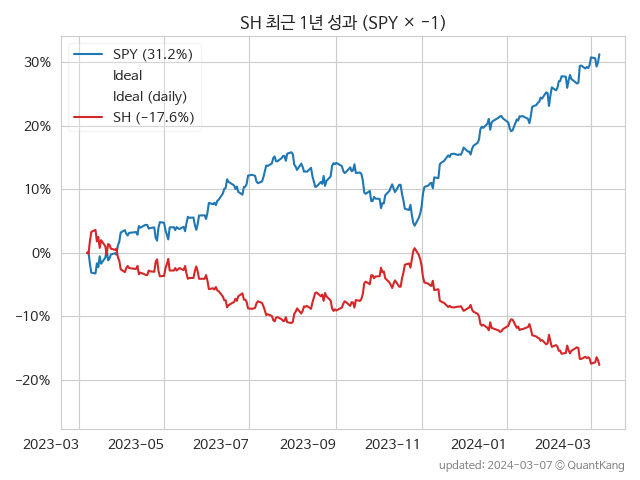 SH 최근 1년 성과 (SPY × −1)
SPY (31.2%)
Ideal
Ideal (daily)
SH (−17.6%)
30%
20%
10%
0%
−10%
−20%
2023−03
2023−05
2023−07
2023−09
2023−11
2024−01
2024−03
updated: 2024−03−07 © QuantKang